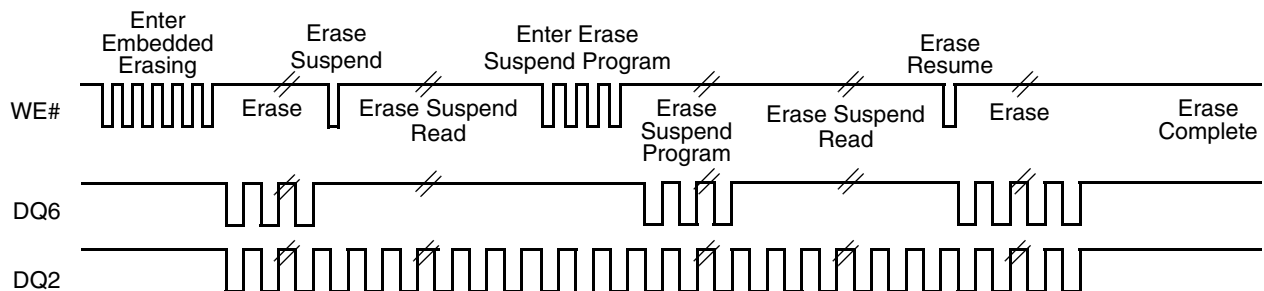 Enter
Embedded
Erasing
Erase
Suspend
Enter Erase
Suspend Program
Erase
Resume
WE#
Erase
Erase Suspend
Read
Erase
Suspend
Program
Erase Suspend
Read
Erase
Erase
Complete
DQ6
DQ2